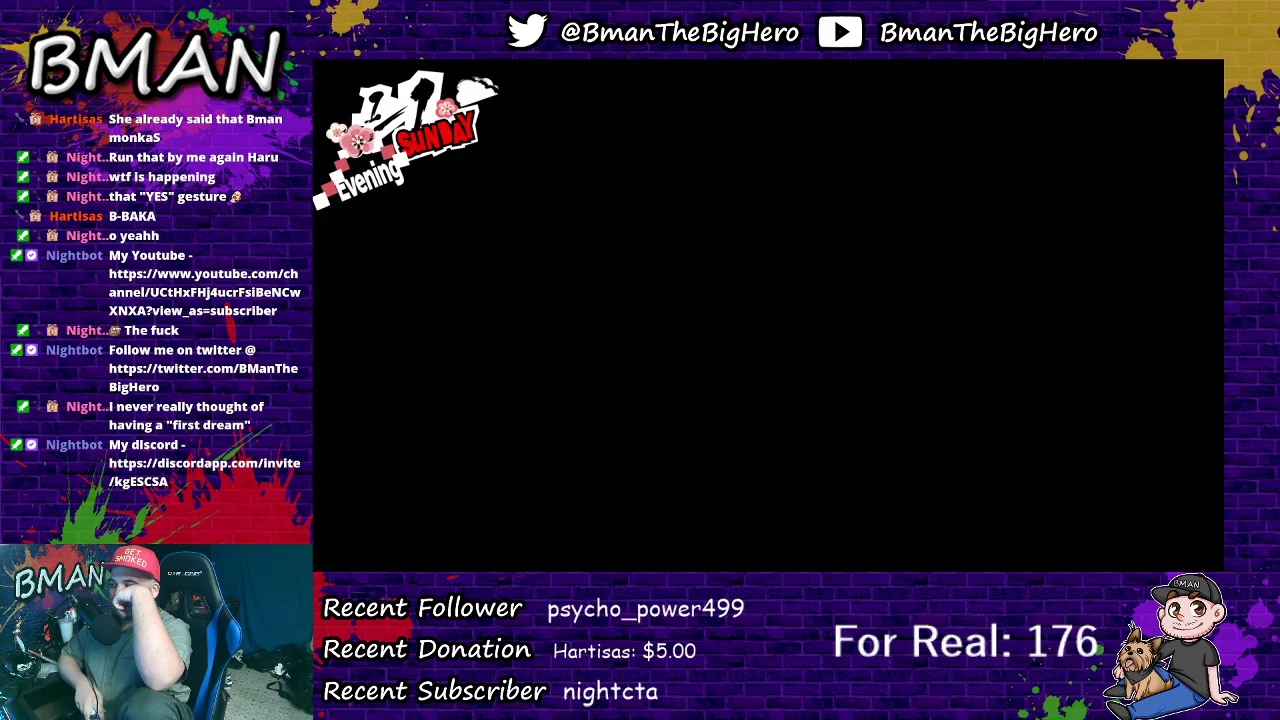 BMAN
@BmanTheBigHero
BmanTheBigHero
Hartisas She already said that Bman
monkaS
Night.. Run that by me again Haru
Night.. wtf is happening
Night.. that "YES" gesture
Hartisas B-BAKA
Night.. o yeahh
Nightbot My Youtube -
https://www.youtube.com/ch
annel/UCtHxFHj4ucrFsiBeNCw
XNXA?view_as=subscriber
Night.. The fuck
Nightbot Follow me on twitter @
https://twitter.com/BManThe
BigHero
Night.. I never really thought of
having a "first dream"
Nightbot My discord -
https://discordapp.com/invite
/kgESCSA
SUNDAY
Evening
BMAN
GET
SMOKED
Recent Follower psycho_power499
Recent Donation Hartisas: $5.00
Recent Subscriber nightcta
For Real: 176
BMAN